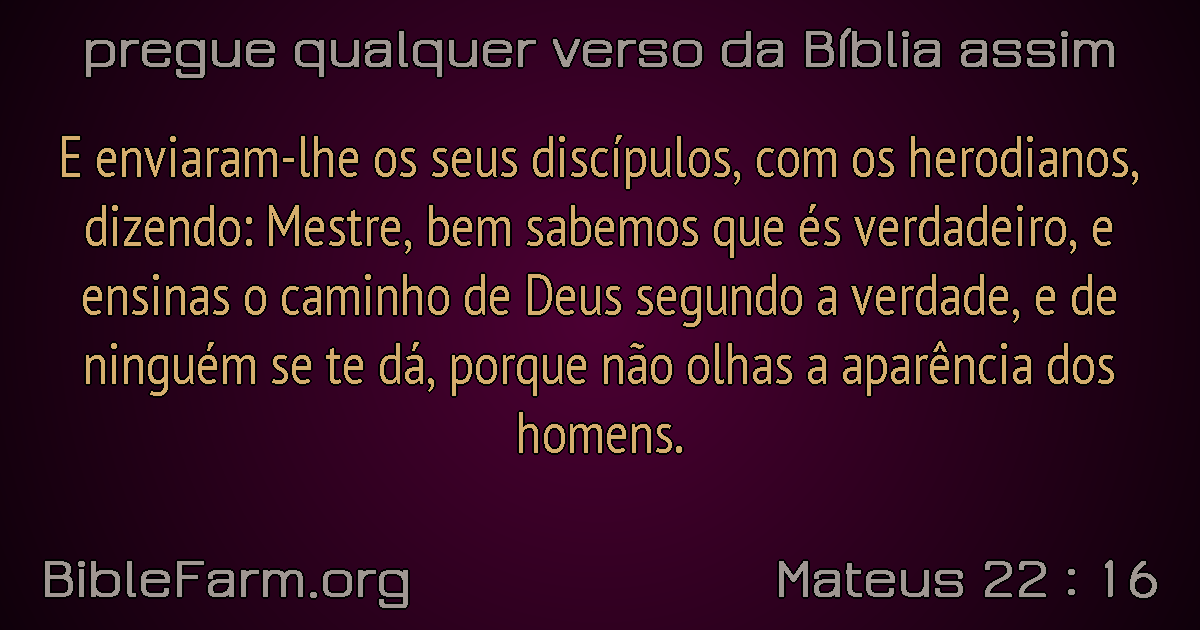 pregue qualquer verso da Bíblia assim
E enviaram-lhe os seus discípulos, com os herodianos,
dizendo: Mestre, bem sabemos que és verdadeiro, e
ensinas o caminho de Deus segundo a verdade, e de
ninguém se te dá, porque não olhas a aparência dos
homens.
BibleFarm.org
Mateus 22 : 16